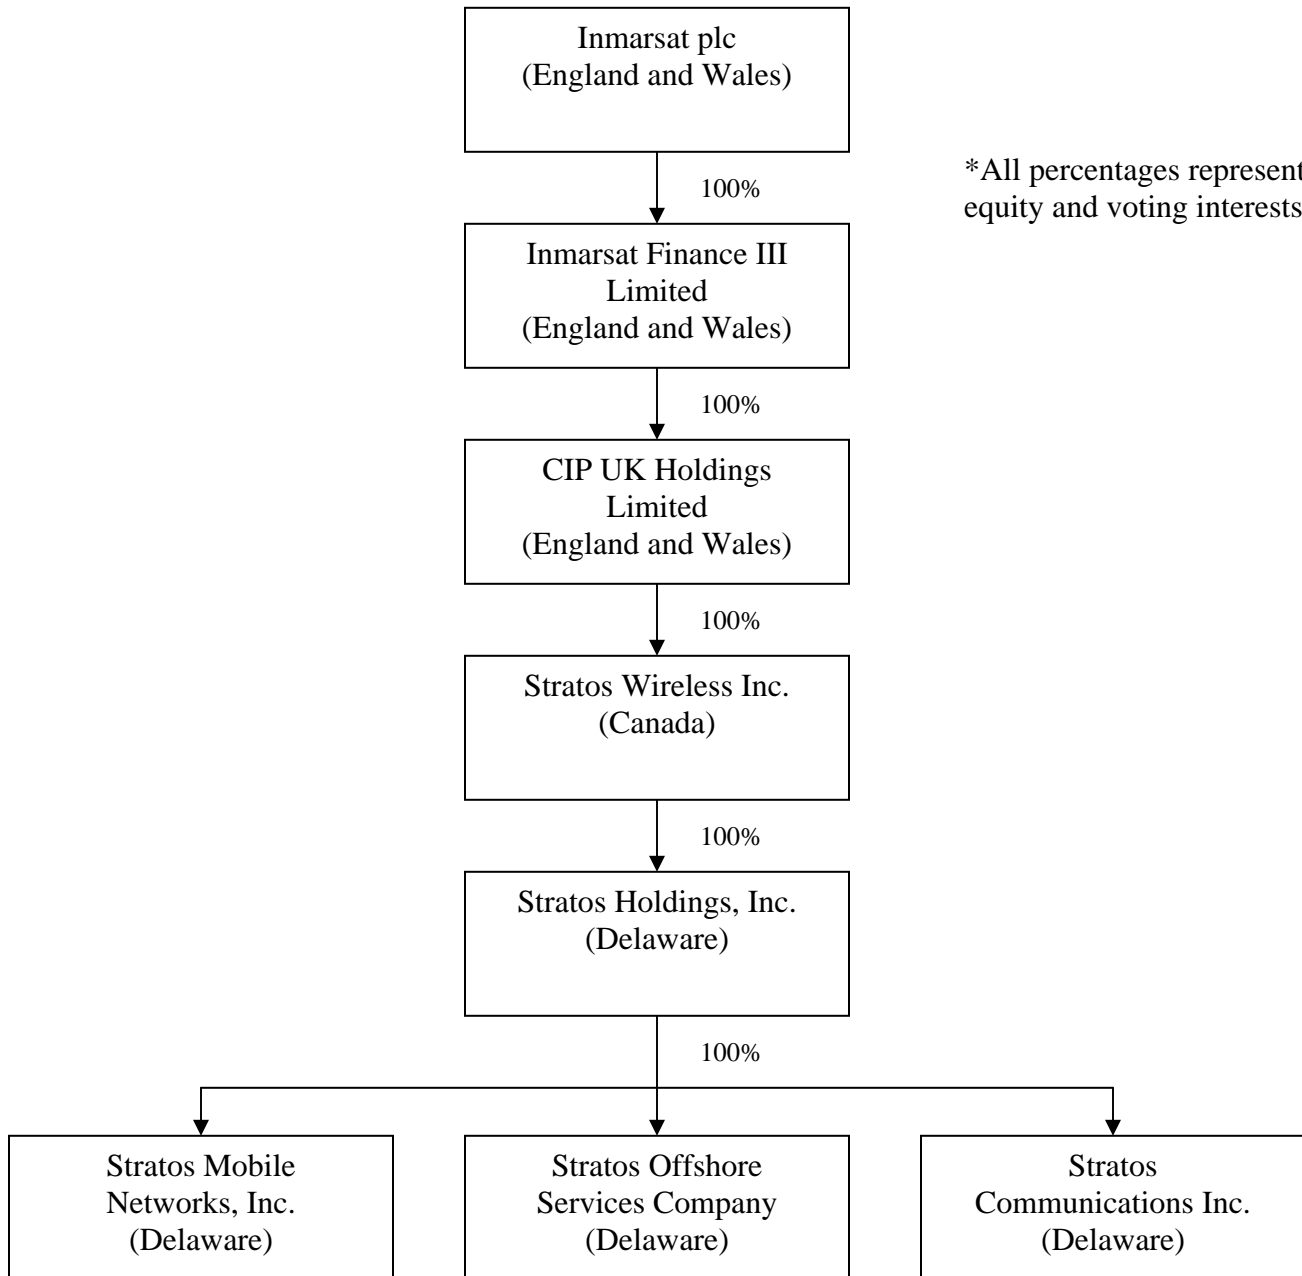 Inmarsat plc
(England and Wales)
*All percentages represent
equity and voting interests
100%
Inmarsat Finance III
Limited
(England and Wales)
100%
CIP UK Holdings
Limited
(England and Wales)
100%
Stratos Wireless Inc.
(Canada)
100%
Stratos Holdings, Inc.
(Delaware)
100%
Stratos Mobile
Networks, Inc.
(Delaware)
Stratos Offshore
Services Company
(Delaware)
Stratos
Communications Inc.
(Delaware)